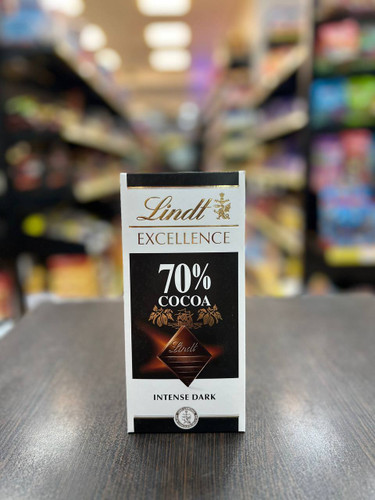 Lindt
EXCELLENCE
70%
COCOA
Lindt
INTENSE DARK